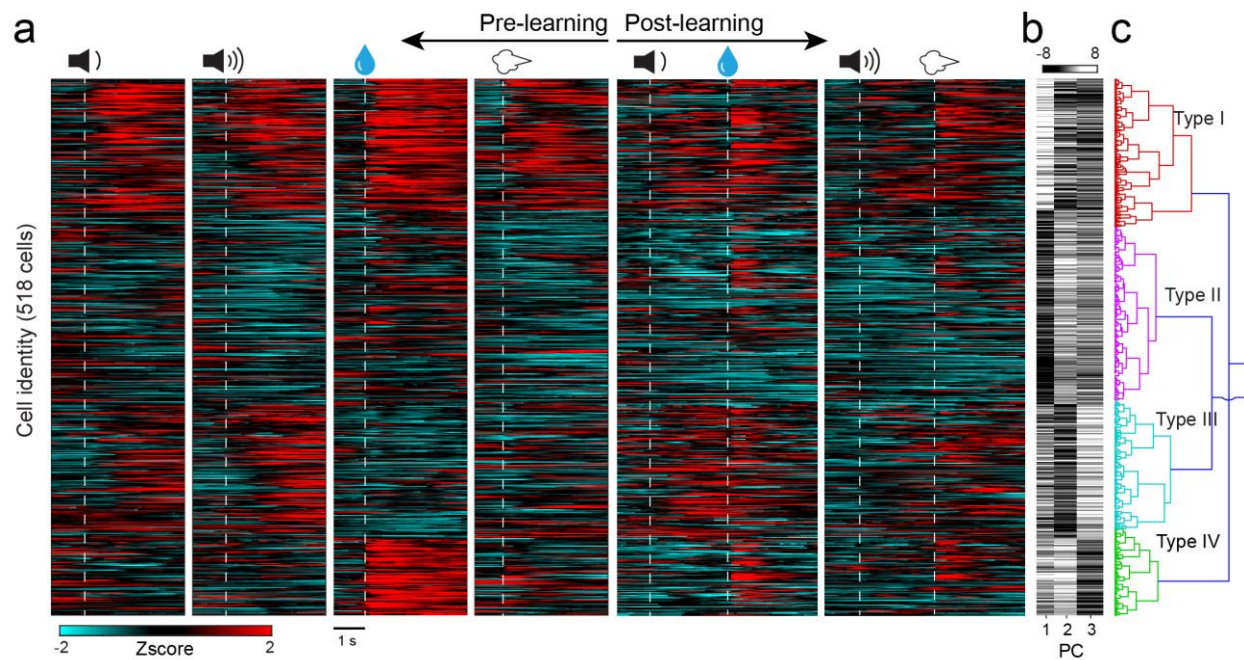 a
Pre-learning Post-learning
b
c
-8 8
Cell identity (518 cells)
Type I
Type II
Type III
Type IV
-2 Zscore 2
1 s
1 2 3
PC